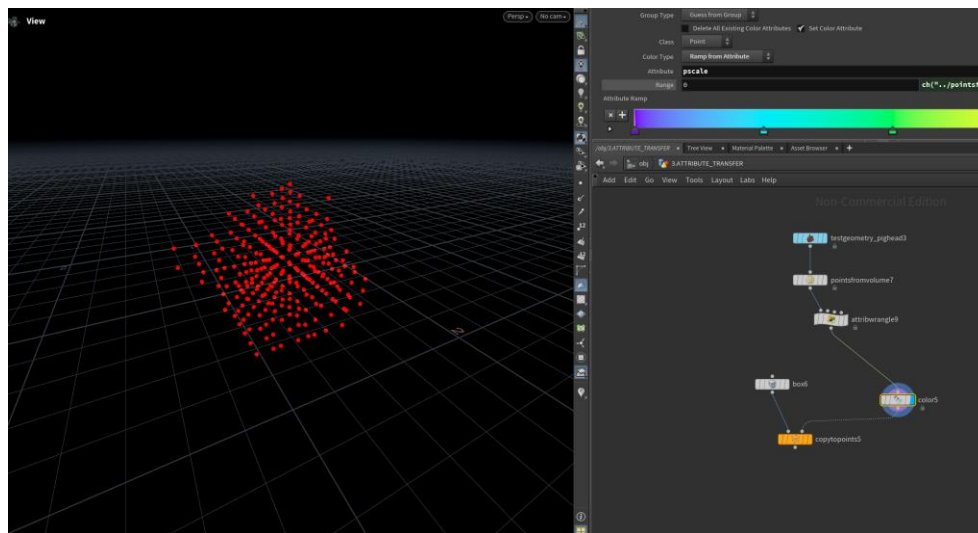 View
Persp
No cam
Group Type
Guess from Group
Delete All Existing Color Attributes
Set Color Attribute
Class
Point
Color Type
Ramp from Attribute
Attribute
pscale
Range
0
ch("../points
Attribute Ramp
/obj/3.ATTRIBUTE_TRANSFER
Tree View
Material Palette
Asset Browser
obj
3.ATTRIBUTE_TRANSFER
Add Edit Go View Tools Layout Labs Help
Non-Commercial Edition
testgeometry_pighead3
pointsfromvolume7
attribwrangle9
box6
color5
copytopoints5